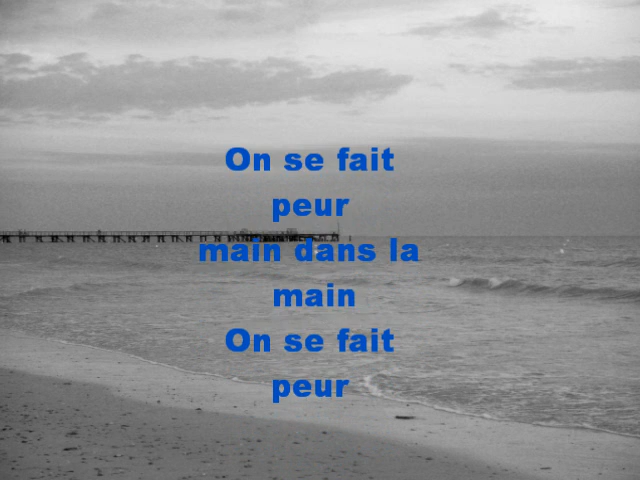 On se fait
peur
main dans la
main
On se fait
peur